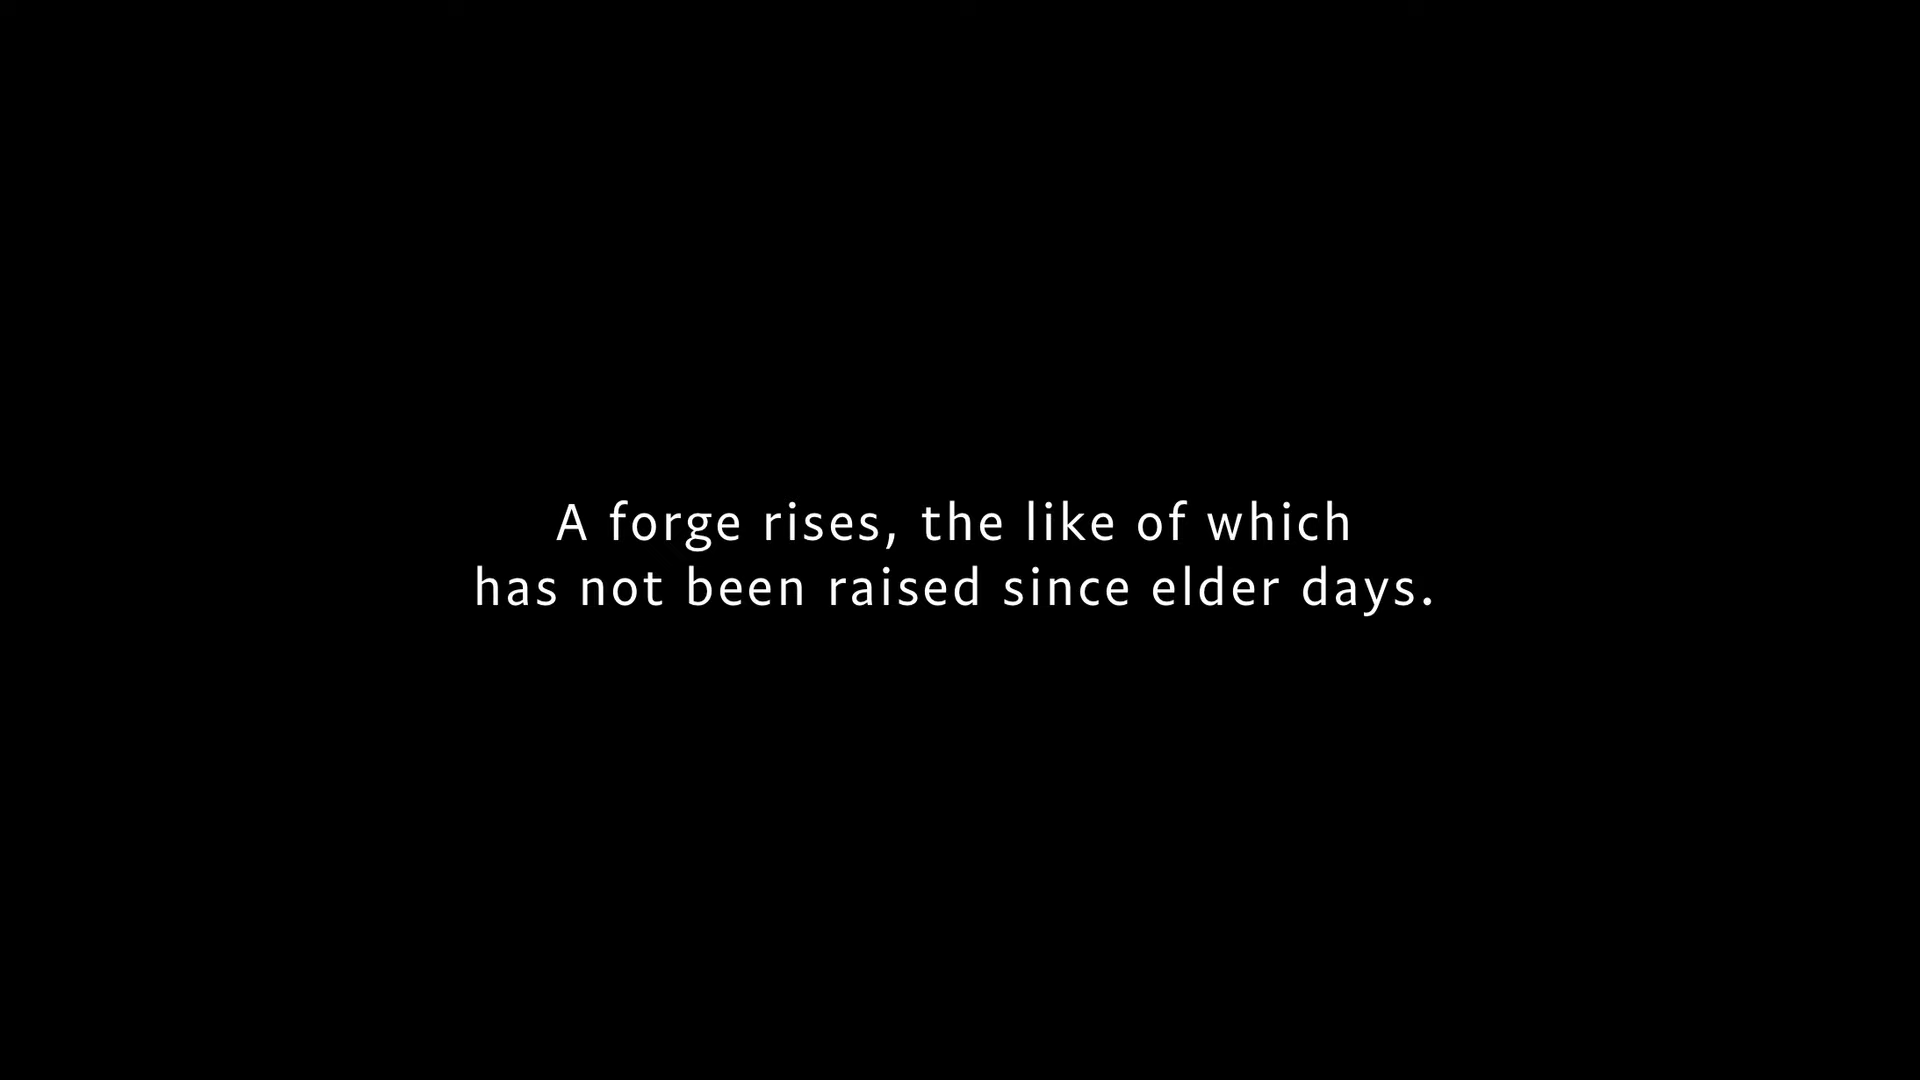 A forge rises, the like of which
has not been raised since elder days.